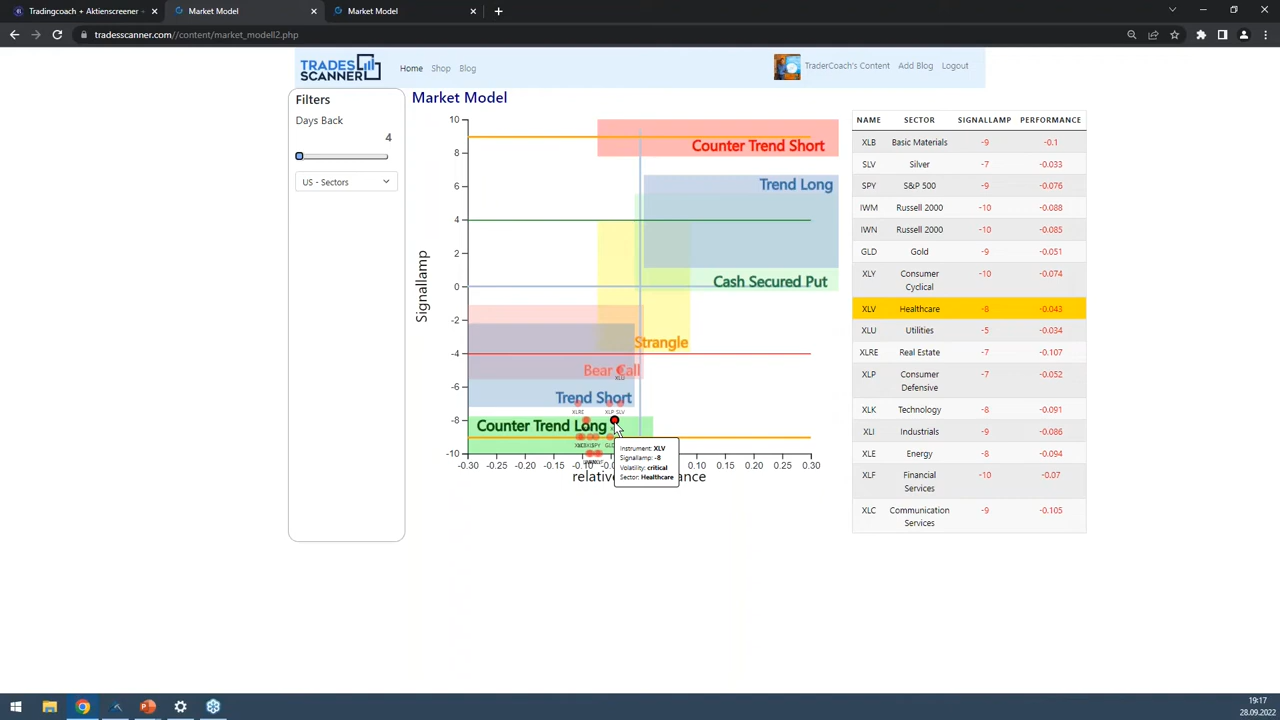 Tradingcoach + Aktienscreener -
Market Model
Market Model
tradesscanner.com//content/market_modell2.php
TRADES
SCANNER
Home
Shop
Blog
TraderCoach's Content
Add Blog
Logout
Filters
Days Back
4
US - Sectors
Market Model
10
8
6
4
2
0
-2
-4
-6
-8
-10
Signallamp
Counter Trend Short
Trend Long
Cash Secured Put
Strangle
Bear Call
XLU
Trend Short
XLRE
XLP SLV
Counter Trend Long
Instrument: XLV
Signallamp: -8
Volatility: critical
Sector: Healthcare
-0.30
-0.25
-0.20
-0.15
0.10
0.15
0.20
0.25
0.30
NAME SECTOR SIGNALLAMP PERFORMANCE
XLB Basic Materials -9 -0.1
SLV Silver -7 -0.033
SPY S&P 500 -9 -0.076
IWM Russell 2000 -10 -0.088
IWN Russell 2000 -10 -0.085
GLD Gold -9 -0.051
XLY Consumer Cyclical -10 -0.074
XLV Healthcare -8 -0.043
XLU Utilities -5 -0.034
XLRE Real Estate -7 -0.107
XLP Consumer Defensive -7 -0.052
XLK Technology -8 -0.091
XLI Industrials -9 -0.086
XLE Energy -8 -0.094
XLF Financial Services -10 -0.07
XLC Communication Services -9 -0.105
19:17
28.09.2022